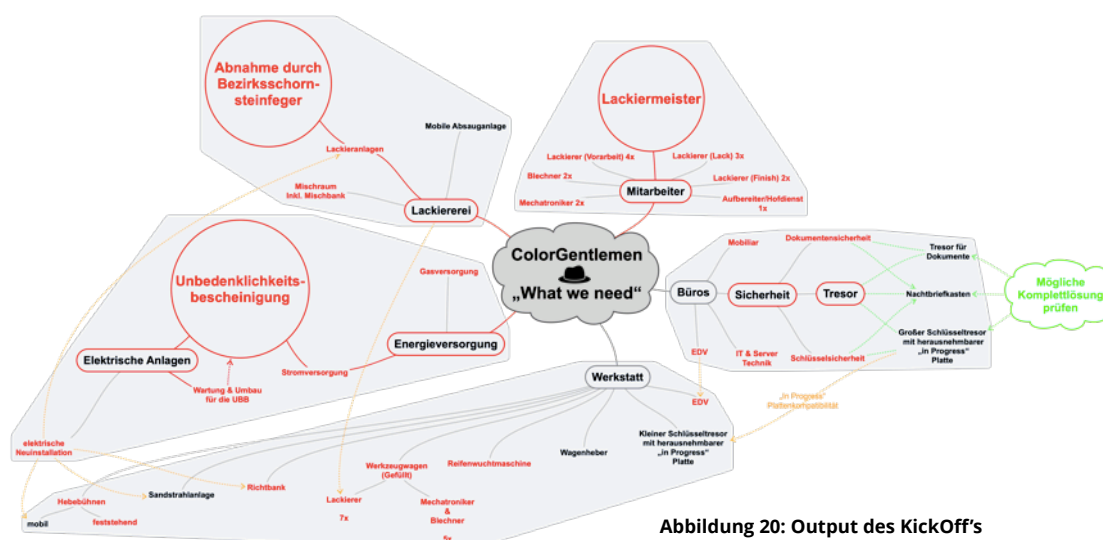 Abnahme durch
Bezirksschorn-
steinfeger
Lackieranlagen
Mobile Absauganlage
Mischraum
Inkl. Mischbank
Lackiererei
Lackiermeister
Lackierer (Vorarbeit) 4x
Lackierer (Lack) 3x
Blechner 2x
Lackierer (Finish) 2x
Mitarbeiter
Mechatroniker 2x
Aufbereiter/Hofdienst
1x
ColorGentlemen
„What we need“
Unbedenklichkeits-
bescheinigung
Gasversorgung
Energieversorgung
Elektrische Anlagen
Stromversorgung
Wartung & Umbau
für die UBB
elektrische
Neuinstallation
Mobiliar
Dokumentensicherheit
Tresor für
Dokumente
Büros
Sicherheit
Tresor
Nachtbriefkasten
Mögliche
Komplettlösung
prüfen
EDV
IT & Server
Technik
Schlüsselsicherheit
Großer Schlüsseltresor
mit herausnehmbarer
„in Progress“
Platte
„in Progress“
Plattenkompatibilität
Werkstatt
EDV
Kleiner Schlüsseltresor
mit herausnehmbarer
„in Progress“
Platte
Wagenheber
Reifenwuchtmaschine
Werkzeugwagen
(Gefüllt)
Lackierer
7x
Mechatroniker
&
Blechner
5x
Richtbank
Sandstrahlanlage
Hebebühnen
mobil
feststehend
Abbildung 20: Output des KickOff’s